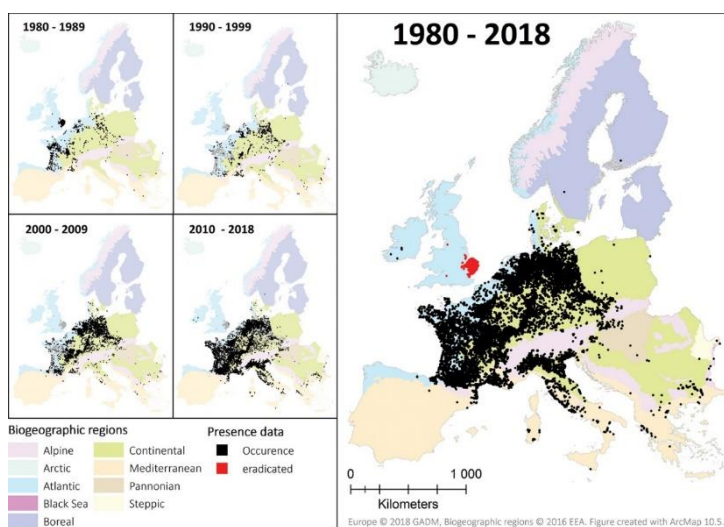 1980 - 1989
1990 - 1999
2000 - 2009
2010 - 2018
1980 - 2018
Biogeographic regions
Alpine
Arctic
Atlantic
Black Sea
Boreal
Continental
Mediterranean
Pannonian
Steppic
Presence data
Occurence
eradicated
0 1 000
Kilometers
Europe © 2018 GADM, Biogeographic regions © 2016 EEA. Figure created with ArcMap 10.5